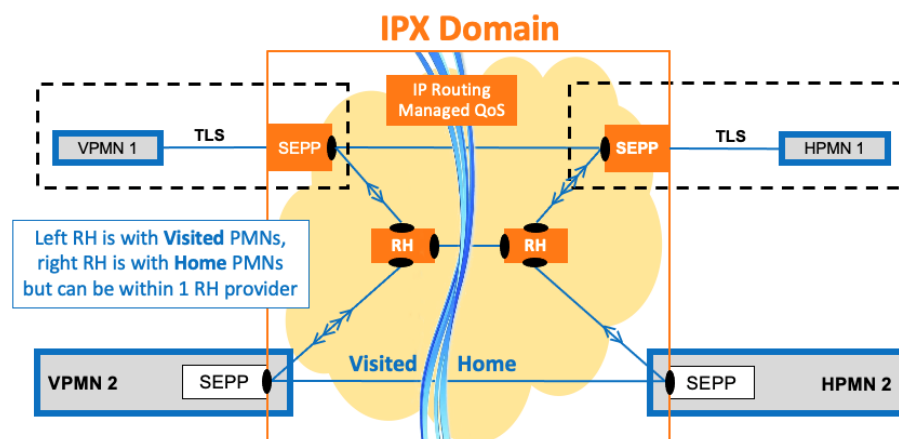 IPX Domain
IP Routing
Managed QoS
VPMN 1
TLS
SEPP
SEPP
TLS
HPMN 1
Left RH is with Visited PMNs,
right RH is with Home PMNs
but can be within 1 RH provider
RH
RH
VPMN 2
SEPP
Visited
Home
SEPP
HPMN 2